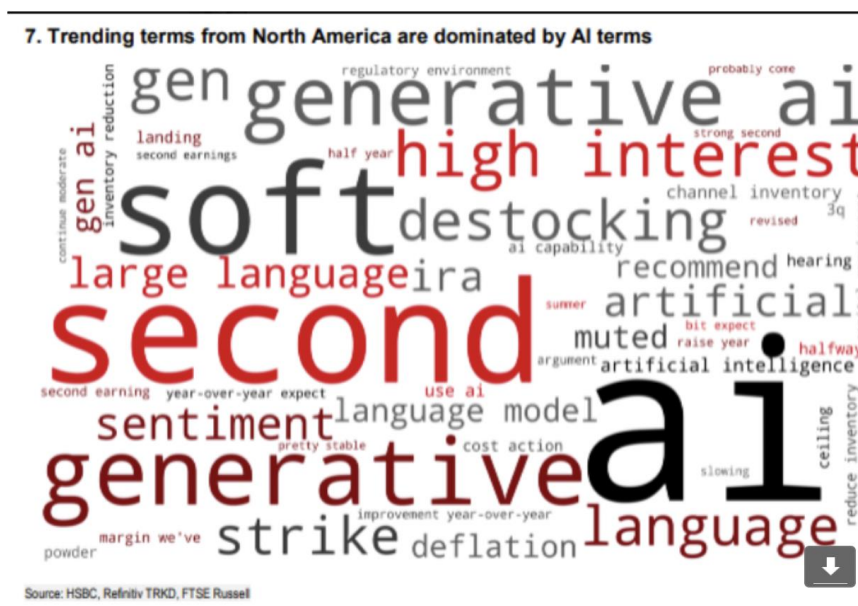 7. Trending terms from North America are dominated by AI terms
gen
generative ai
regulatory environment
probably come
inventory reduction
gen ai
continue moderate
landing
second earnings
half year
high interest
strong second
soft
destocking
channel inventory
3q
revised
ai capability
large language
ira
recommend
hearing
second
summer
artificial
muted
bit expect
raise year
halfway
argument
artificial intelligence
ai
second earning
year-over-year expect
use ai
sentiment
language model
pretty stable
cost action
generative
slowing
ceiling
reduce inventory
improvement year-over-year
language
margin we've
strike
deflation
powder
Source: HSBC, Refinitiv TRKD, FTSE Russell